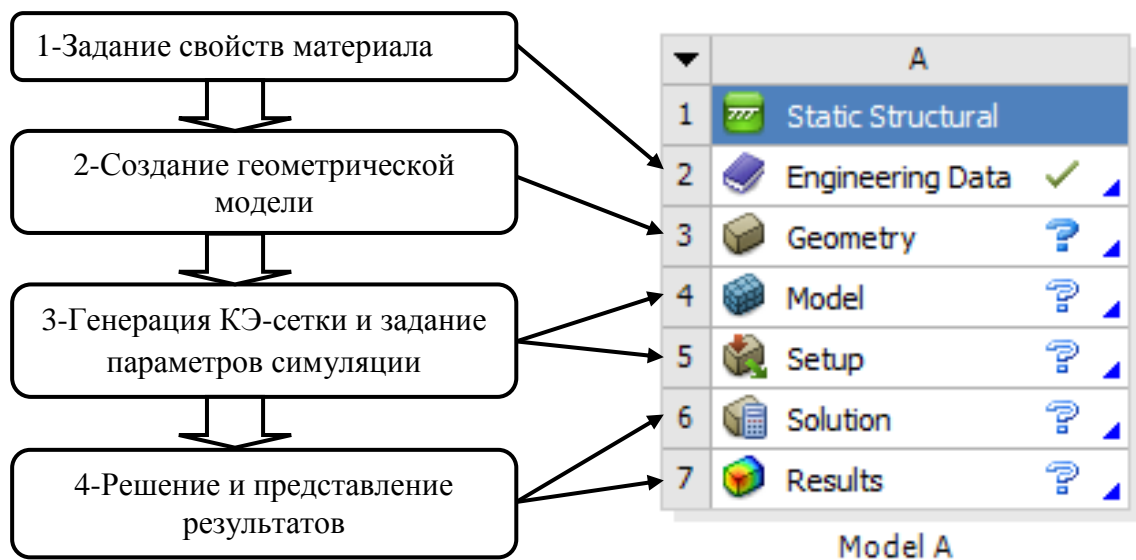 1-Задание свойств материала
2-Создание геометрической
модели
3-Генерация КЭ-сетки и задание
параметров симуляции
4-Решение и представление
результатов
A
1 Static Structural
2 Engineering Data
3 Geometry
4 Model
5 Setup
6 Solution
7 Results
Model A